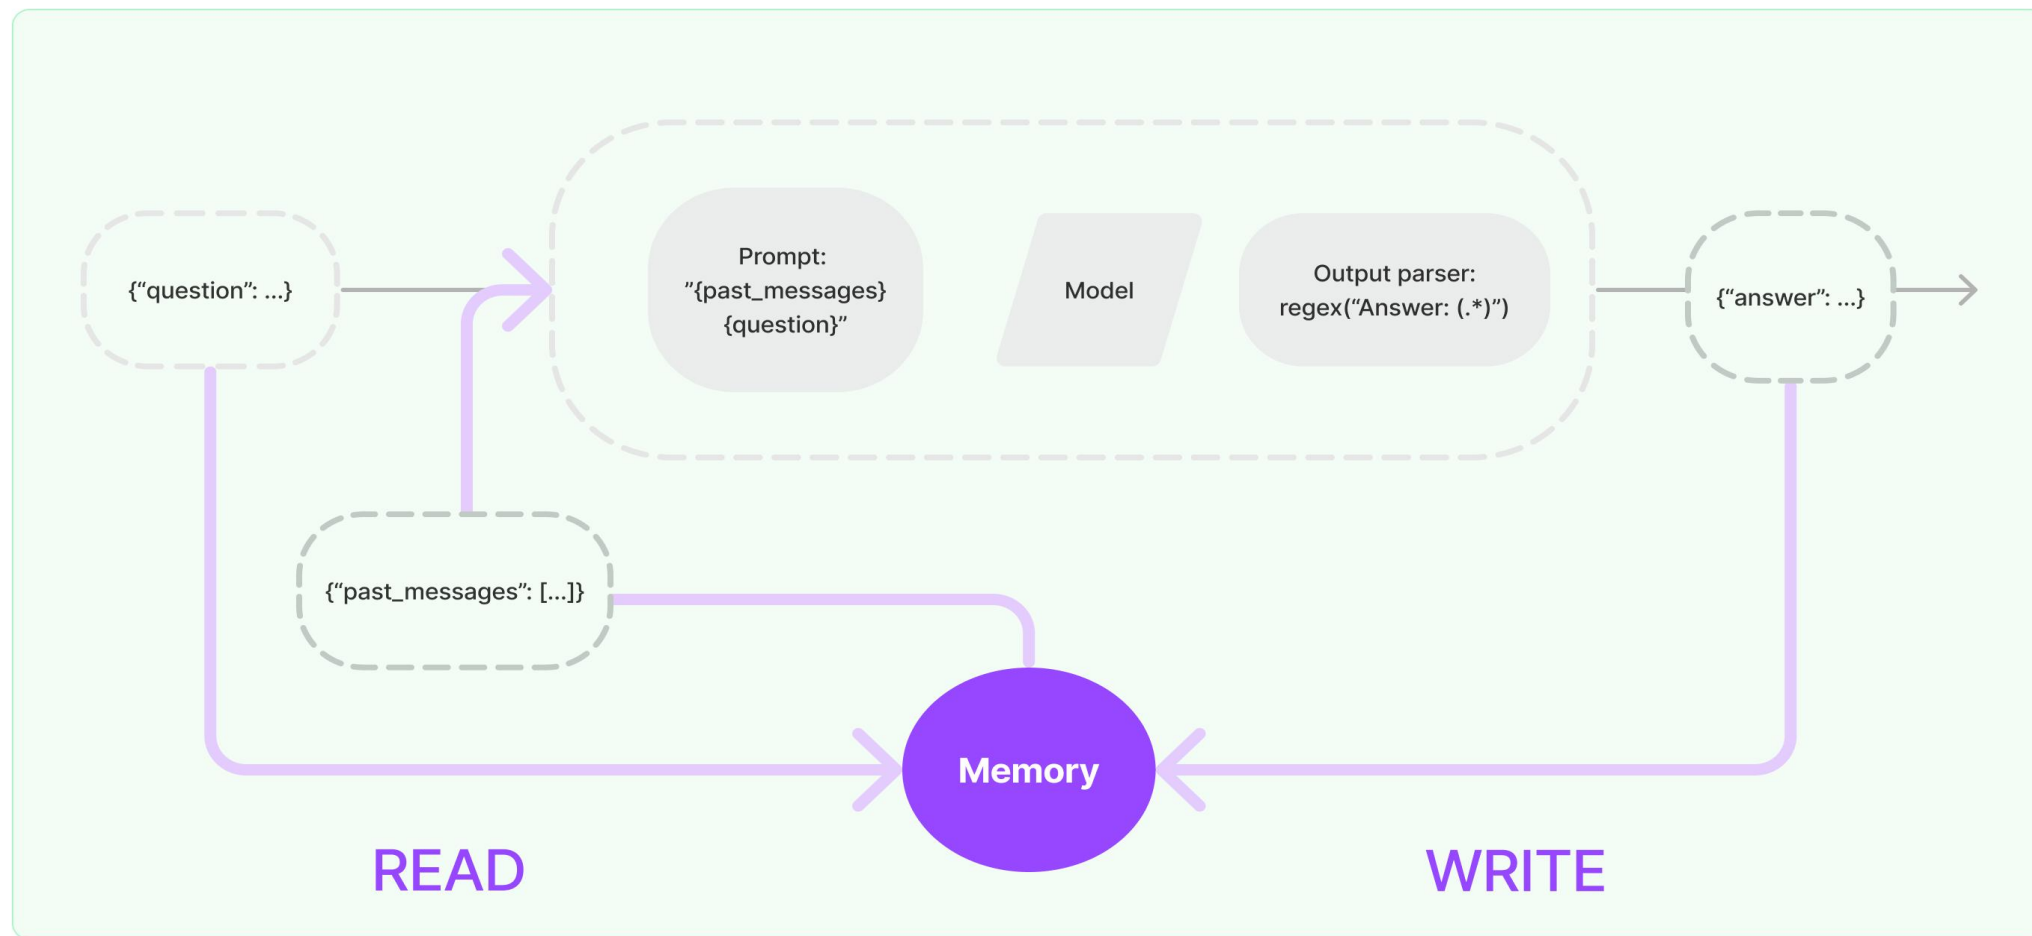 {“question”: ...}
Prompt:
”{past_messages}
{question}”
Model
Output parser:
regex(“Answer: (.*)”)
{“answer”: ...}
{“past_messages”: [...]}
Memory
READ
WRITE